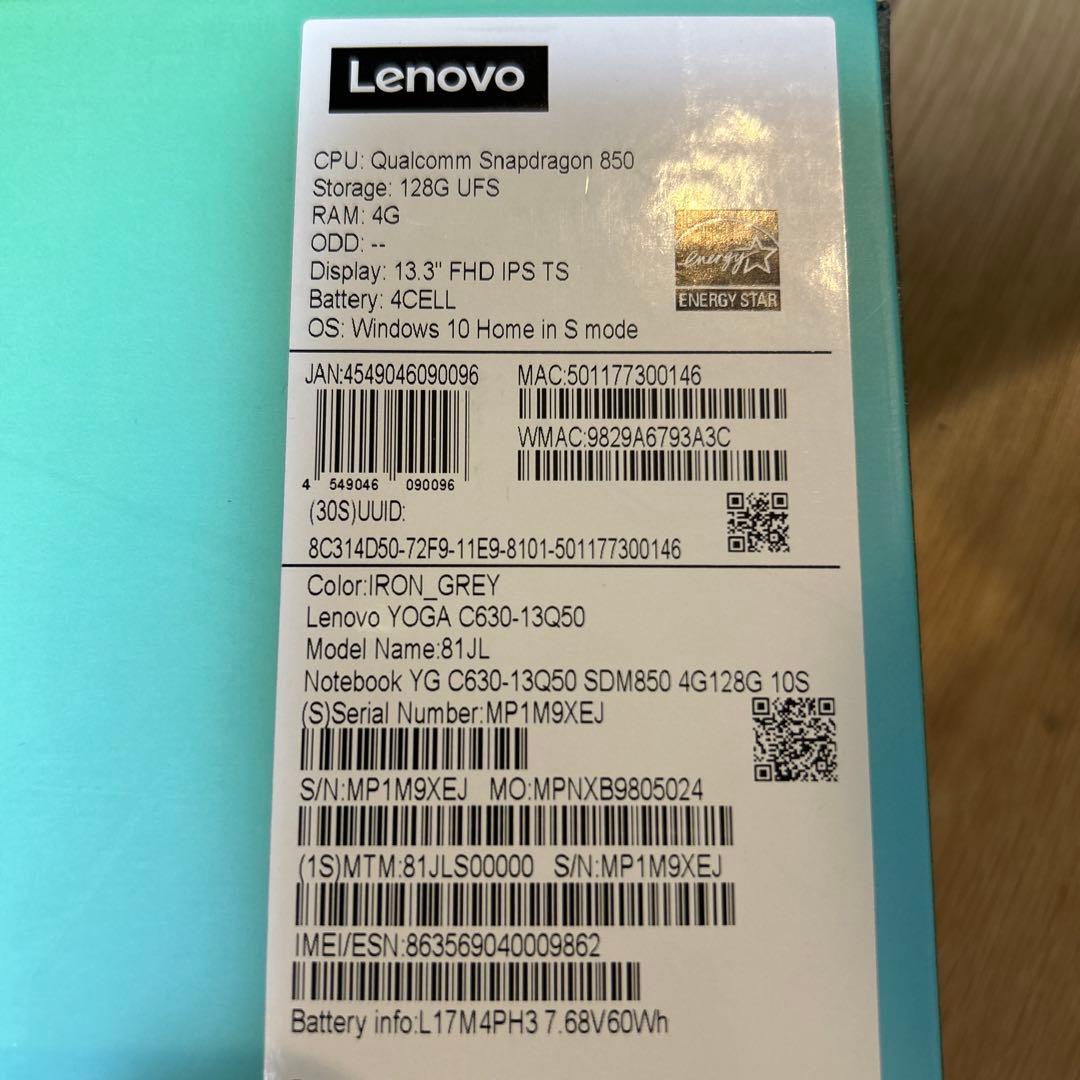 Lenovo
CPU: Qualcomm Snapdragon 850
Storage: 128G UFS
RAM: 4G
ODD: --
Display: 13.3" FHD IPS TS
Battery: 4CELL
OS: Windows 10 Home in S mode
energy
ENERGY STAR
JAN:4549046090096
MAC:501177300146
WMAC:9829A6793A3C
4 549046 090096
(30S)UUID:
8C314D50-72F9-11E9-8101-501177300146
Color:IRON_GREY
Lenovo YOGA C630-13Q50
Model Name:81JL
Notebook YG C630-13Q50 SDM850 4G128G 10S
(S)Serial Number:MP1M9XEJ
S/N:MP1M9XEJ MO:MPNXB9805024
(1S)MTM:81JLS00000 S/N:MP1M9XEJ
IMEI/ESN:863569040009862
Battery info:L17M4PH3 7.68V60Wh